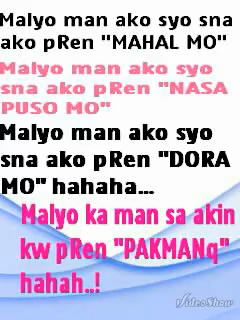 Malyo man ako syo sna
ako pRen "MAHAL MO"
Malyo man ako syo
sna ako pRen "NASA
PUSO MO"
Malyo man ako syo
sna ako pRen "DORA
MO" hahaha...
Malyo ka man sa akin
kw pRen "PAKMANq"
hahah..!
VideoShow